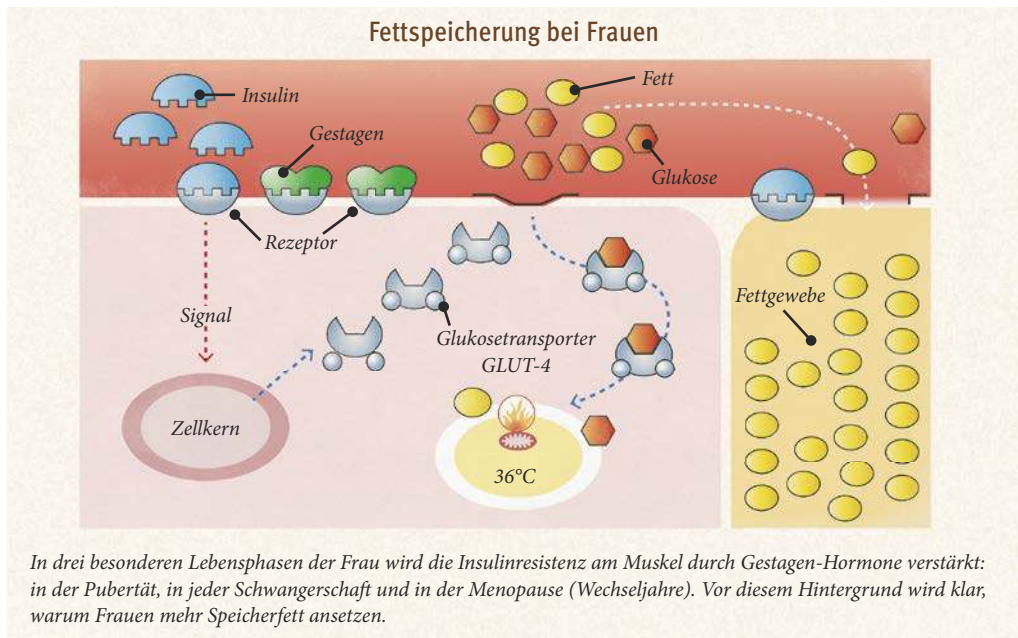 Fettspeicherung bei Frauen
Insulin
Fett
Gestagen
Glukose
Rezeptor
Signal
Glukosetransporter
GLUT-4
Fettgewebe
Zellkern
36°C
In drei besonderen Lebensphasen der Frau wird die Insulinresistenz am Muskel durch Gestagen-Hormone verstärkt:
in der Pubertät, in jeder Schwangerschaft und in der Menopause (Wechseljahre). Vor diesem Hintergrund wird klar,
warum Frauen mehr Speicherfett ansetzen.